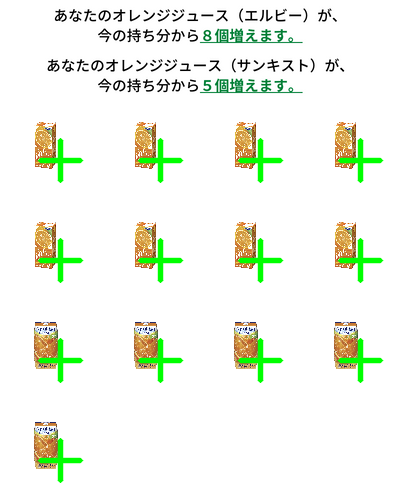 あなたのオレンジジュース（エルビー）が、
今の持ち分から８個増えます。
あなたのオレンジジュース（サンキスト）が、
今の持ち分から５個増えます。